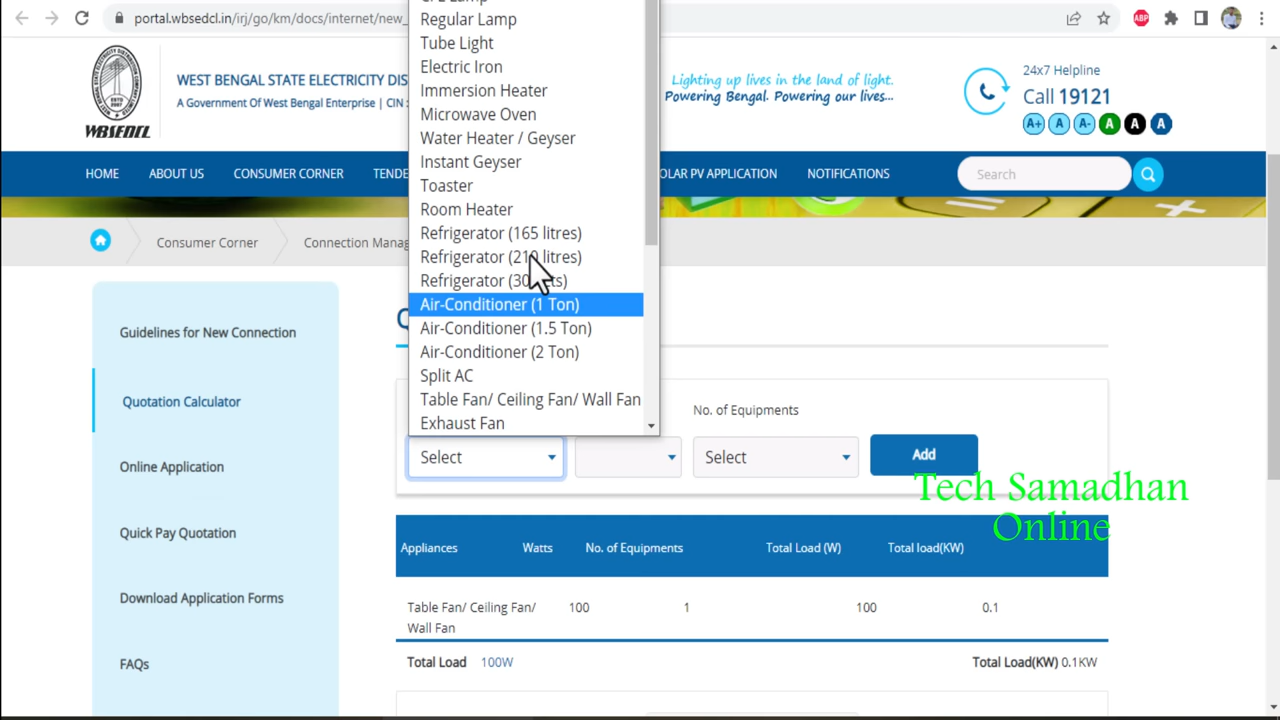 portal.wbsedcl.in/irj/go/km/docs/internet/new_
ABP
WBSEDCL
WEST BENGAL STATE ELECTRICITY DIS
A Government Of West Bengal Enterprise | CIN :
Lighting up lives in the land of light.
Powering Bengal. Powering our lives...
24x7 Helpline
Call 19121
A+ A A- A A A
HOME
ABOUT US
CONSUMER CORNER
TENDE
OLAR PV APPLICATION
NOTIFICATIONS
Search
Consumer Corner
Connection Manag
Guidelines for New Connection
Quotation Calculator
Online Application
Quick Pay Quotation
Download Application Forms
FAQs
Regular Lamp
Tube Light
Electric Iron
Immersion Heater
Microwave Oven
Water Heater / Geyser
Instant Geyser
Toaster
Room Heater
Refrigerator (165 litres)
Refrigerator litres)
Refrigerator
Air-Conditioner (1 Ton)
Air-Conditioner (1.5 Ton)
Air-Conditioner (2 Ton)
Split AC
Table Fan/ Ceiling Fan/ Wall Fan
Exhaust Fan
No. of Equipments
Select
Select
Add
Tech Samadhan
Online
Appliances Watts No. of Equipments Total Load (W) Total load(KW)
Table Fan/ Ceiling Fan/ 100 1 100 0.1
Wall Fan
Total Load 100W Total Load(KW) 0.1KW